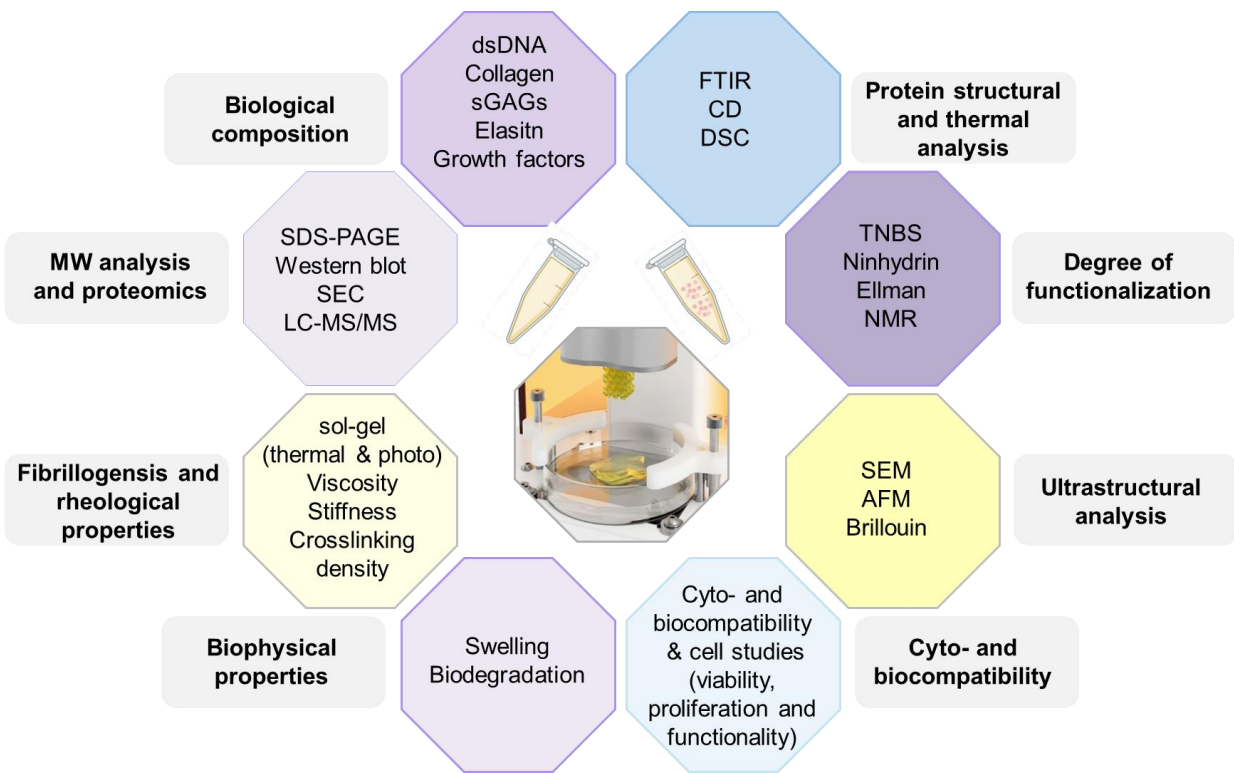 dsDNA
Collagen
sGAGs
Elasitn
Growth factors
FTIR
CD
DSC
Biological
composition
Protein structural
and thermal
analysis
SDS-PAGE
Western blot
SEC
LC-MS/MS
TNBS
Ninhydrin
Ellman
NMR
MW analysis
and proteomics
Degree of
functionalization
sol-gel
(thermal & photo)
Viscosity
Stiffness
Crosslinking
density
SEM
AFM
Brillouin
Fibrillogensis and
rheological
properties
Ultrastructural
analysis
Swelling
Biodegradation
Cyto- and
biocompatibility
& cell studies
(viability,
proliferation and
functionality)
Biophysical
properties
Cyto- and
biocompatibility